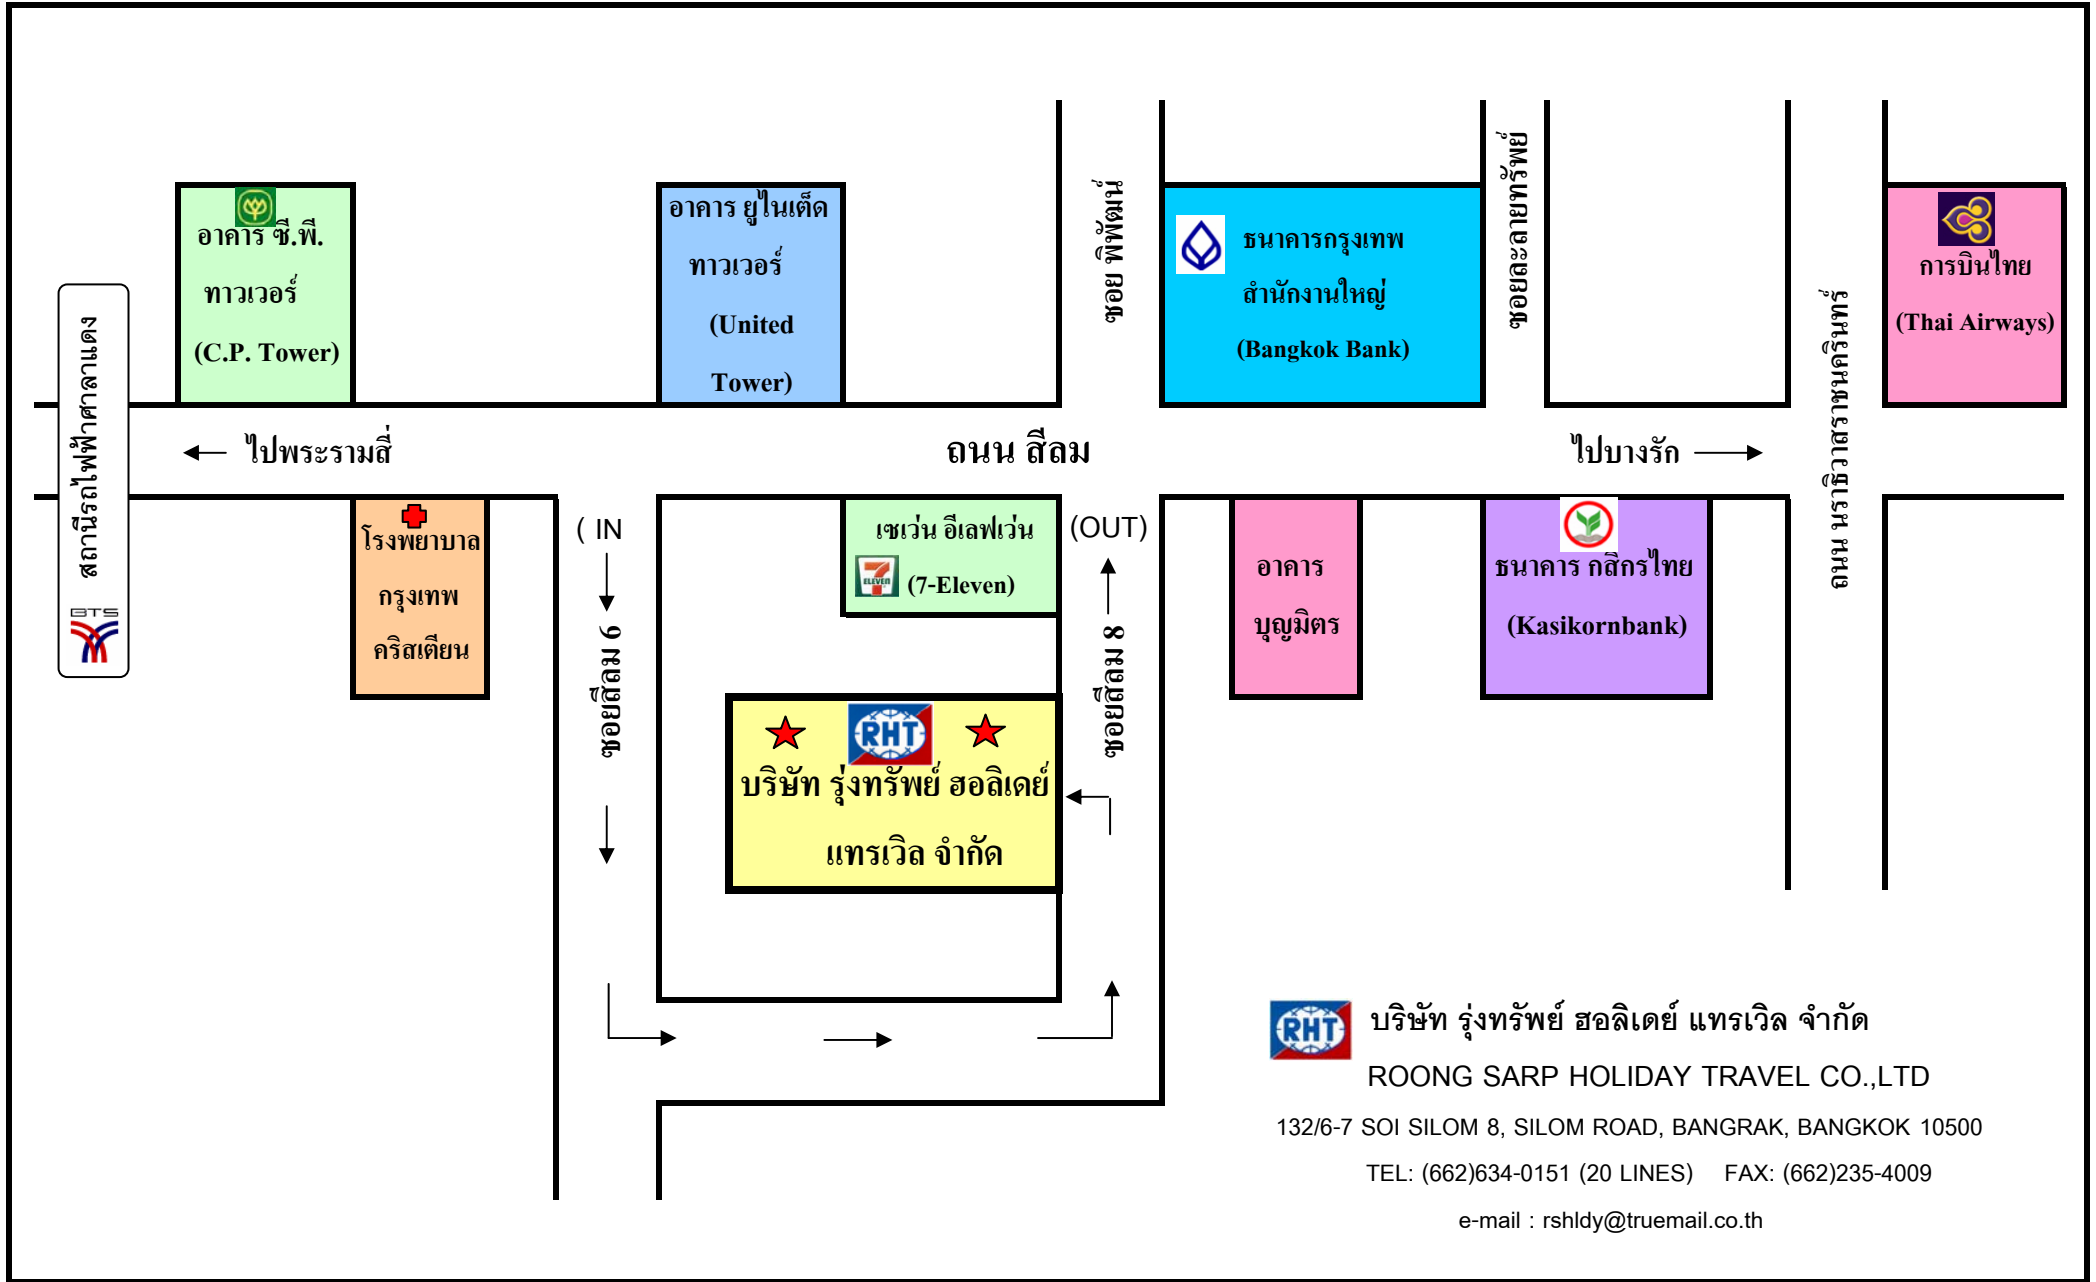 สถานีรถไฟฟ้าศาลาแดง
BTS
อาคาร ซี.พี.
ทาวเวอร์
(C.P. Tower)
อาคาร ยูไนเต็ด
ทาวเวอร์
(United
Tower)
ซอย พิพัฒน์
ธนาคารกรุงเทพ
สำนักงานใหญ่
(Bangkok Bank)
ซอยละลายทรัพย์
ถนน นราธิวาสราชนครินทร์
การบินไทย
(Thai Airways)
ไปพระรามสี่
ถนน สีลม
ไปบางรัก
โรงพยาบาล
กรุงเทพ
คริสเตียน
( IN
ซอยสีลม 6
เซเว่น อีเลฟเว่น
7 ELEVEN
(7-Eleven)
(OUT)
ซอยสีลม 8
อาคาร
บุญมิตร
ธนาคาร กสิกรไทย
(Kasikornbank)
RHT
บริษัท รุ่งทรัพย์ ฮอลิเดย์
แทรเวิล จำกัด
RHT
บริษัท รุ่งทรัพย์ ฮอลิเดย์ แทรเวิล จำกัด
ROONG SARP HOLIDAY TRAVEL CO.,LTD
132/6-7 SOI SILOM 8, SILOM ROAD, BANGRAK, BANGKOK 10500
TEL: (662)634-0151 (20 LINES) FAX: (662)235-4009
e-mail : rshldy@truemail.co.th